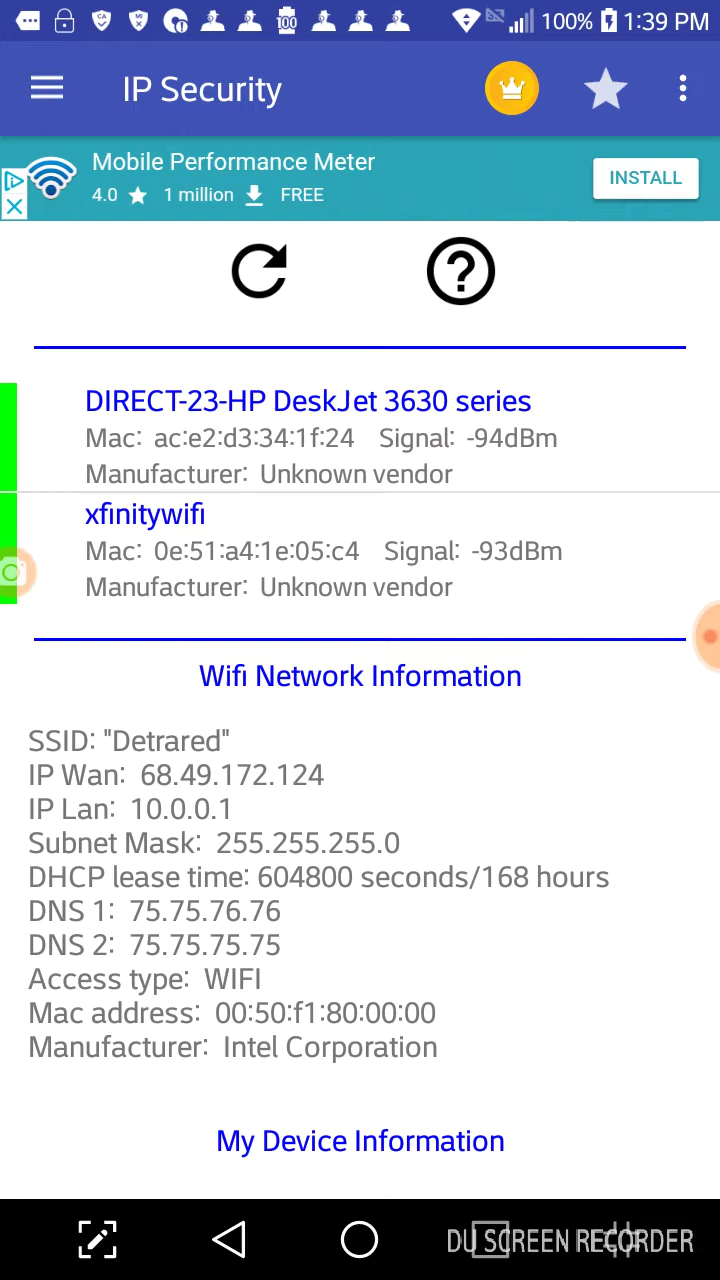 100% 1:39 PM
IP Security
Mobile Performance Meter
4.0 1 million FREE
INSTALL
DIRECT-23-HP DeskJet 3630 series
Mac: ac:e2:d3:34:1f:24 Signal: -94dBm
Manufacturer: Unknown vendor
xfinitywifi
Mac: 0e:51:a4:1e:05:c4 Signal: -93dBm
Manufacturer: Unknown vendor
Wifi Network Information
SSID: "Detrared"
IP Wan: 68.49.172.124
IP Lan: 10.0.0.1
Subnet Mask: 255.255.255.0
DHCP lease time: 604800 seconds/168 hours
DNS 1: 75.75.76.76
DNS 2: 75.75.75.75
Access type: WIFI
Mac address: 00:50:f1:80:00:00
Manufacturer: Intel Corporation
My Device Information
DU SCREEN RECORDER